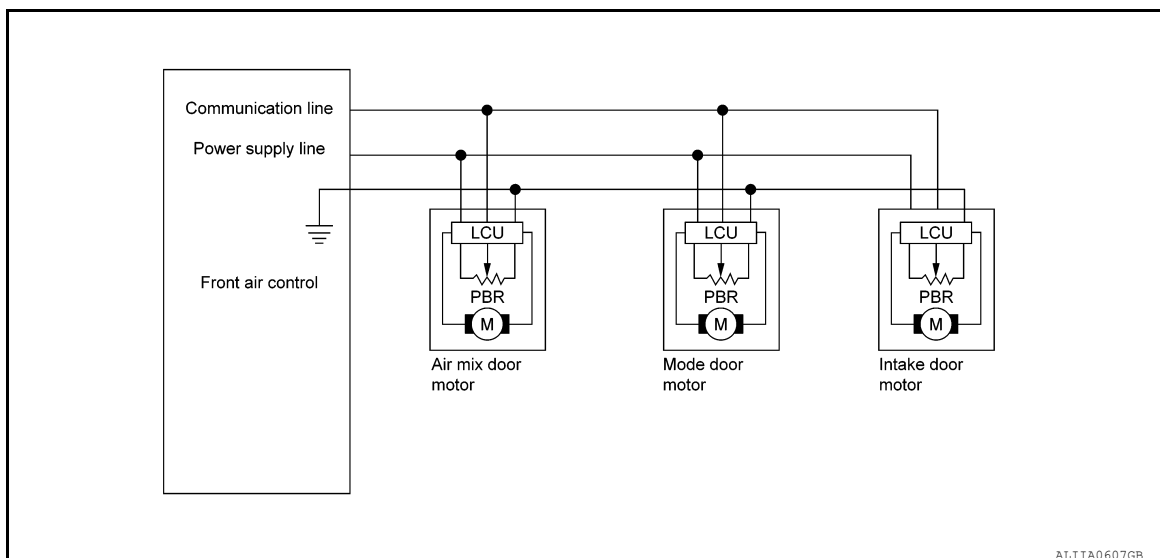 Communication line
Power supply line
Front air control
LCU
PBR
M
Air mix door
motor
LCU
PBR
M
Mode door
motor
LCU
PBR
M
Intake door
motor
ALIIA0607GB